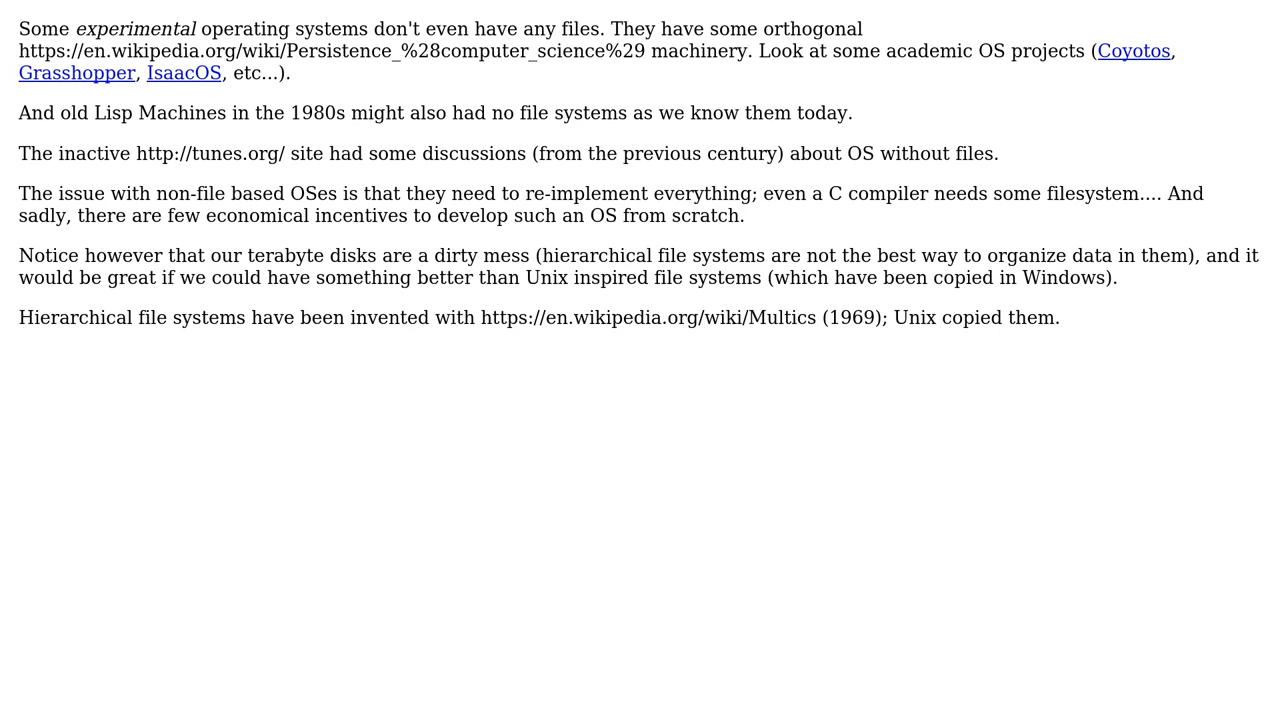 Some experimental operating systems don't even have any files. They have some orthogonal
https://en.wikipedia.org/wiki/Persistence_%28computer_science%29 machinery. Look at some academic OS projects (Coyotos,
Grasshopper, IsaacOS, etc...).
And old Lisp Machines in the 1980s might also had no file systems as we know them today.
The inactive http://tunes.org/ site had some discussions (from the previous century) about OS without files.
The issue with non-file based OSes is that they need to re-implement everything; even a C compiler needs some filesystem.... And
sadly, there are few economical incentives to develop such an OS from scratch.
Notice however that our terabyte disks are a dirty mess (hierarchical file systems are not the best way to organize data in them), and it
would be great if we could have something better than Unix inspired file systems (which have been copied in Windows).
Hierarchical file systems have been invented with https://en.wikipedia.org/wiki/Multics (1969); Unix copied them.